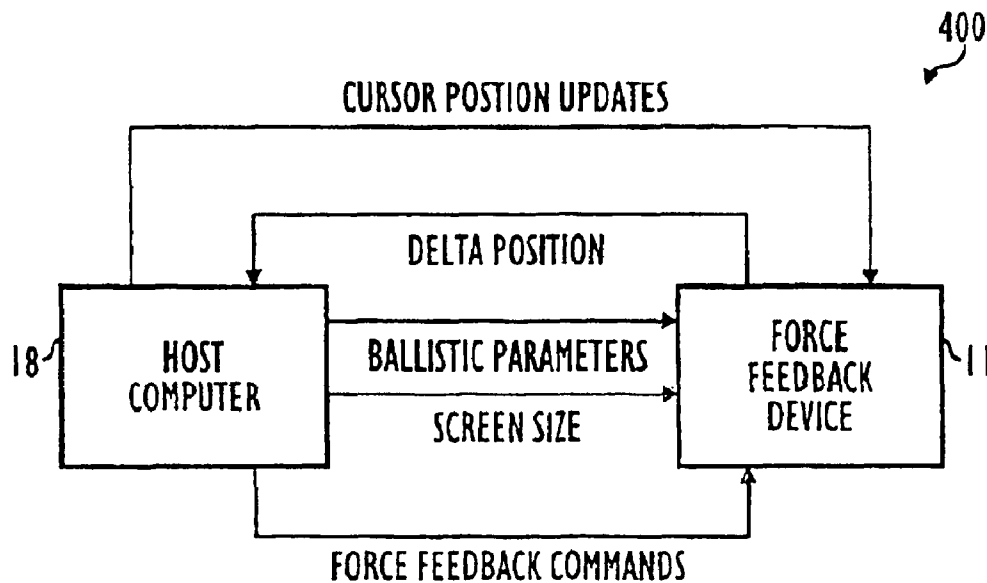 400
CURSOR POSTION UPDATES
DELTA POSITION
18
HOST
COMPUTER
BALLISTIC PARAMETERS
SCREEN SIZE
FORCE
FEEDBACK
DEVICE
11
FORCE FEEDBACK COMMANDS